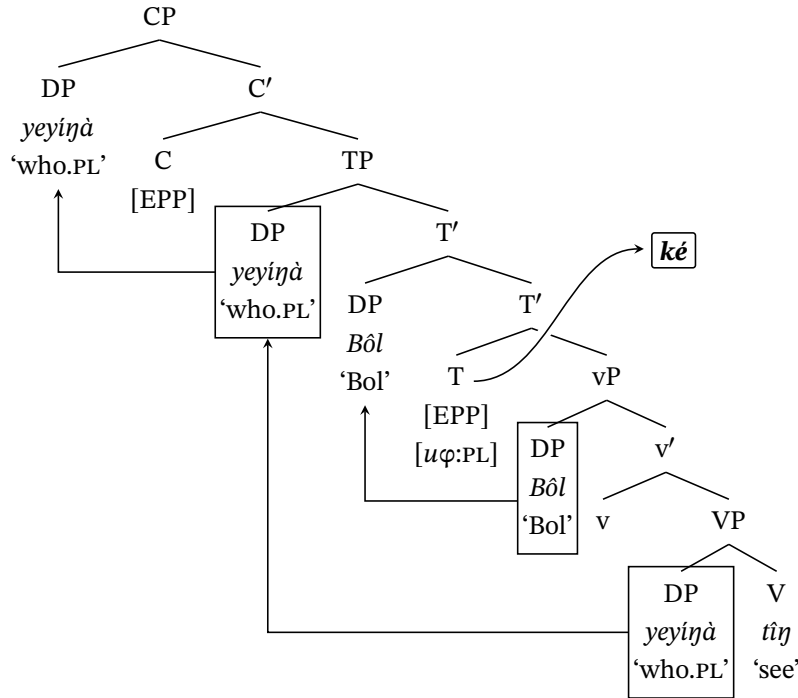 CP
DP C′
yeyíŋà
‘who.PL’ C TP
[EPP]
DP T′
yeyíŋà
‘who.PL’ DP T′
Bôl
‘Bol’ T vP
[EPP]
[uφ:PL] DP v′
Bôl
‘Bol’ v VP
DP V
yeyíŋà tîŋ
‘who.PL’ ‘see’
ké